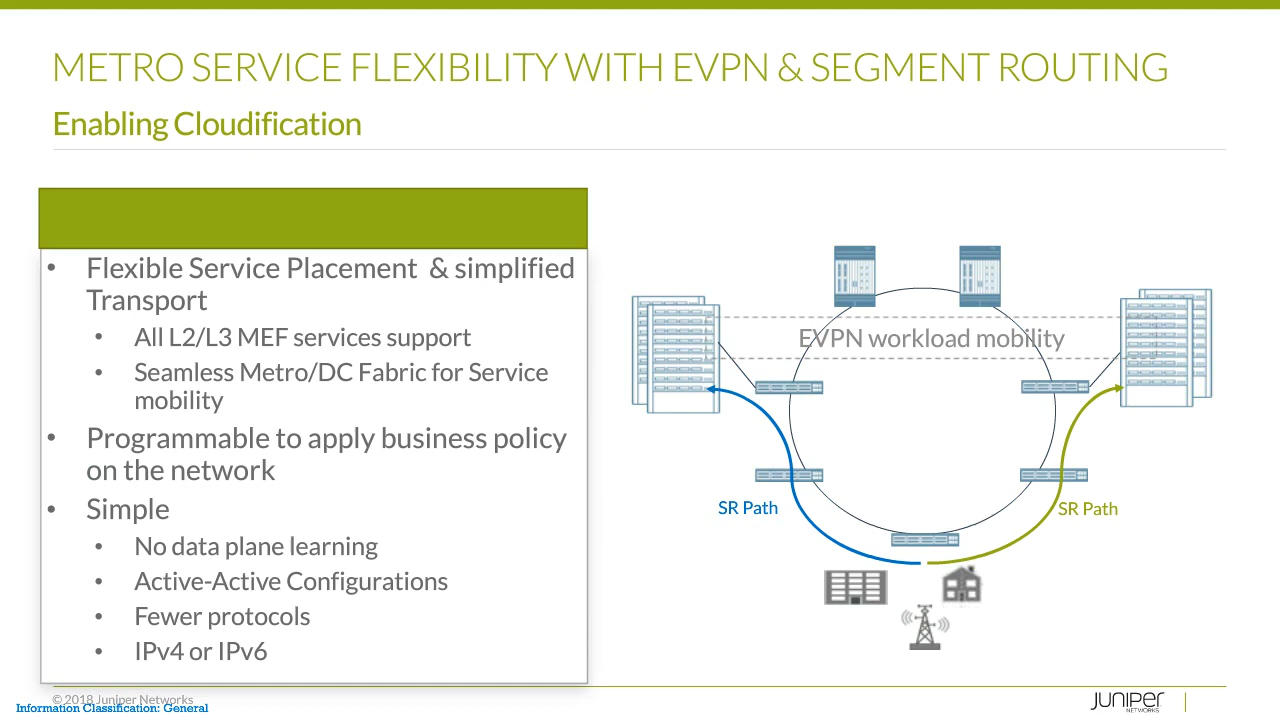 METRO SERVICE FLEXIBILITY WITH EVPN & SEGMENT ROUTING
Enabling Cloudification
• Flexible Service Placement & simplified
Transport
• All L2/L3 MEF services support
• Seamless Metro/DC Fabric for Service
mobility
• Programmable to apply business policy
on the network
• Simple
• No data plane learning
• Active-Active Configurations
• Fewer protocols
• IPv4 or IPv6
EVPN workload mobility
SR Path
SR Path
© 2018 Juniper Networks
Information Classification: General
JUNIPER
NETWORKS